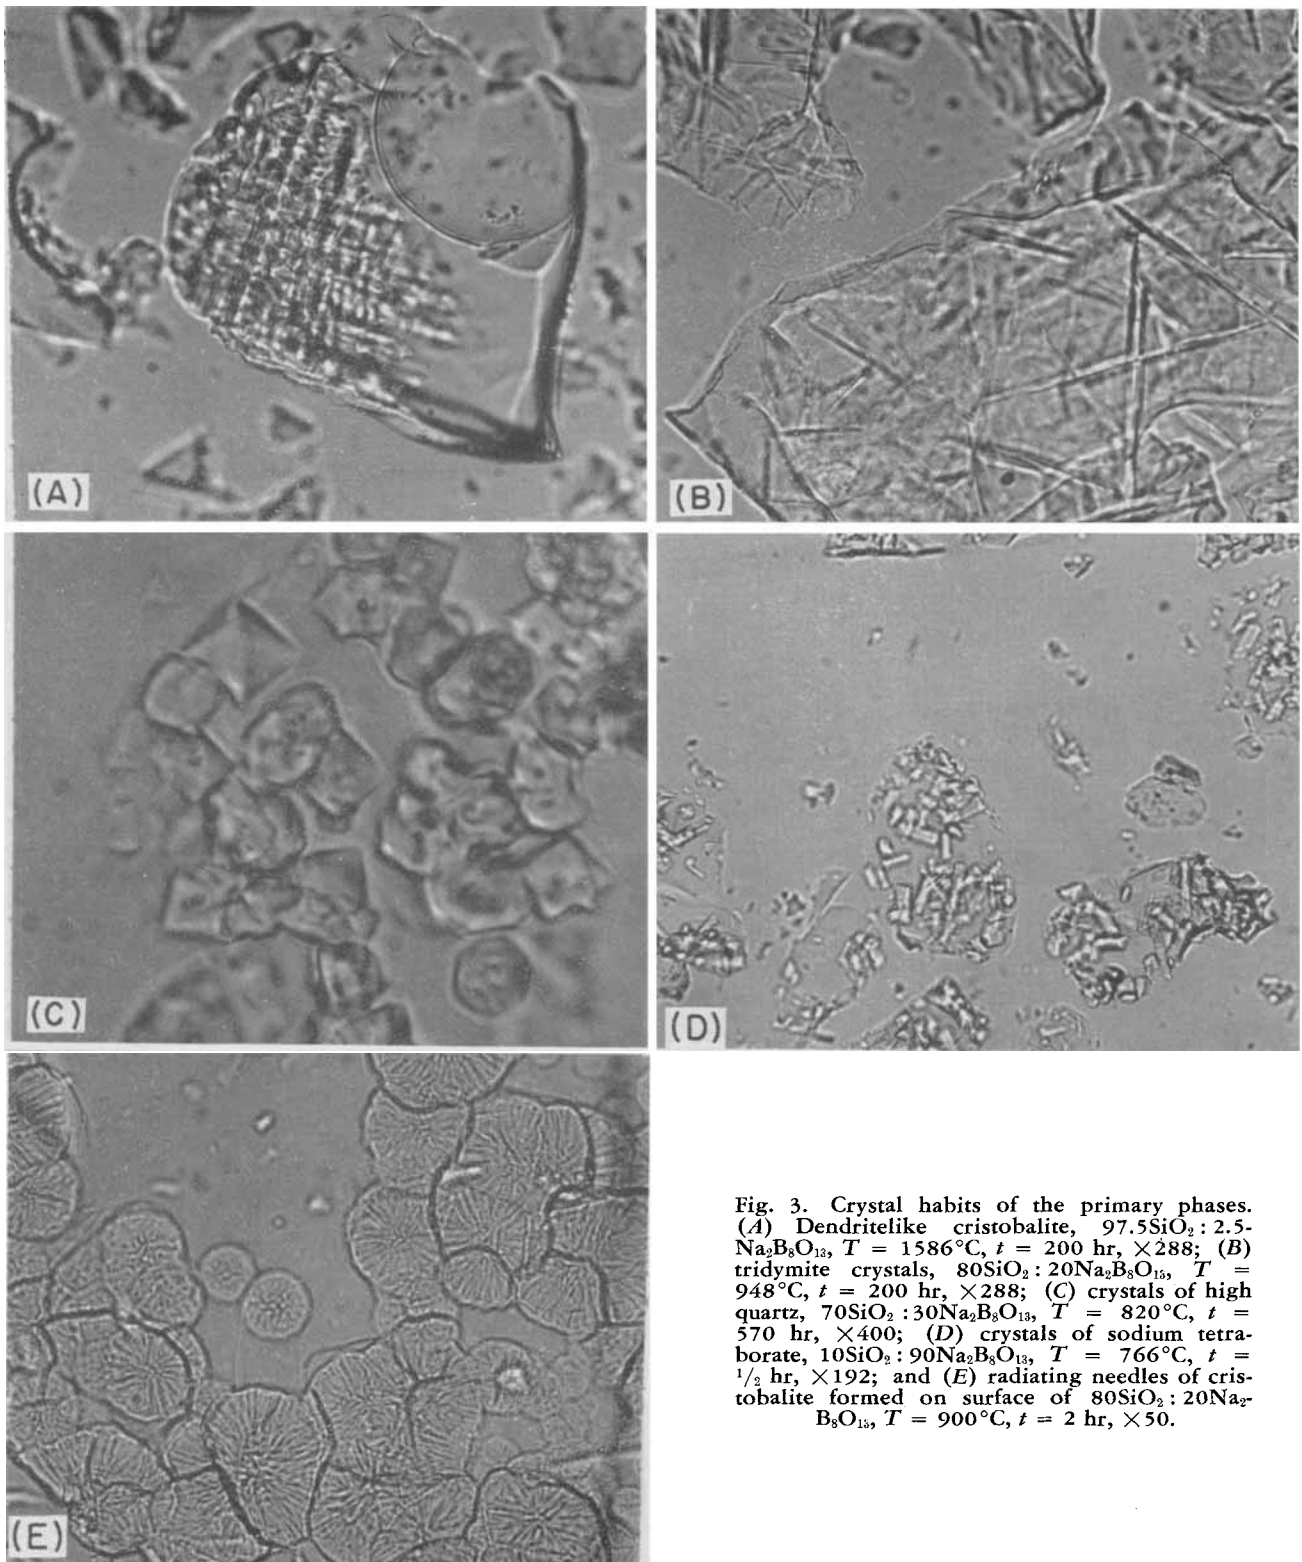 (A)
(B)
(C)
(D)
(E)
Fig. 3. Crystal habits of the primary phases.
(A) Dendritelike cristobalite, 97.5SiO₂ : 2.5-
Na₂B₈O₁₃, T = 1586°C, t = 200 hr, ×288; (B)
tridymite crystals, 80SiO₂ : 20Na₂B₈O₁₃, T =
948°C, t = 200 hr, ×288; (C) crystals of high
quartz, 70SiO₂ : 30Na₂B₈O₁₃, T = 820°C, t =
570 hr, ×400; (D) crystals of sodium tetra-
borate, 10SiO₂ : 90Na₂B₈O₁₃, T = 766°C, t =
¹/₂ hr, ×192; and (E) radiating needles of cris-
tobalite formed on surface of 80SiO₂ : 20Na₂-
B₈O₁₃, T = 900°C, t = 2 hr, ×50.